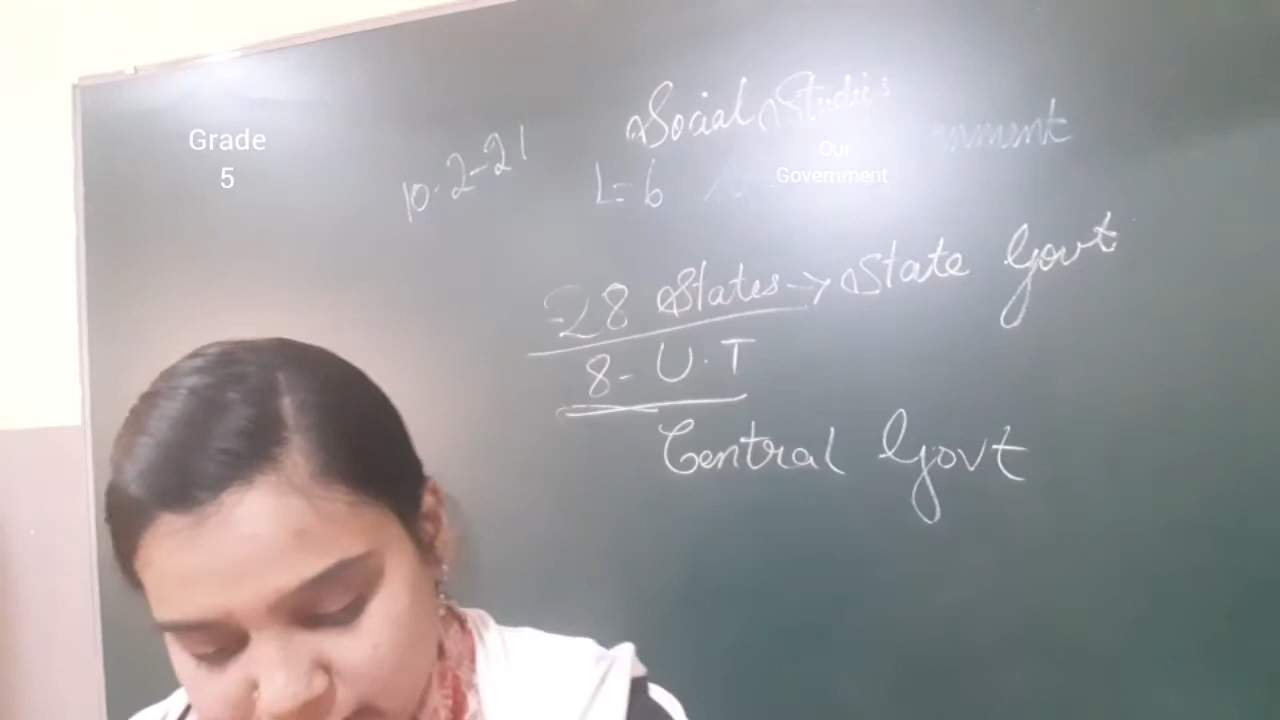 Grade
5
10-2-21
Social Studies
L=6
Our
Government
28 States → State Govt
8- U.T
Central Govt